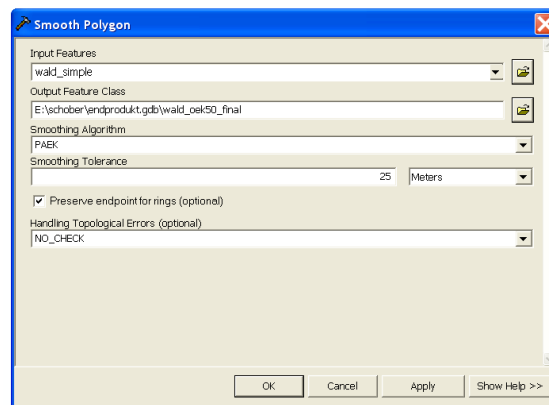 Smooth Polygon
Input Features
wald_simple
Output Feature Class
E:\schober\endprodukt.gdb\wald_oek50_final
Smoothing Algorithm
PAEK
Smoothing Tolerance
25 Meters
Preserve endpoint for rings (optional)
Handling Topological Errors (optional)
NO_CHECK
OK Cancel Apply Show Help >>